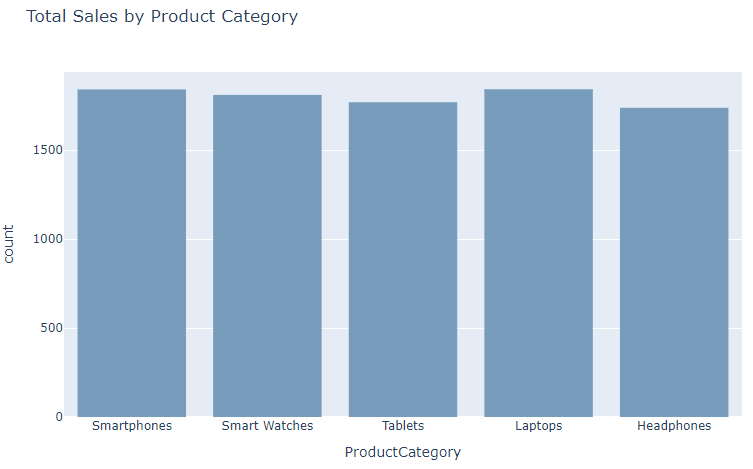 Total Sales by Product Category
count
1500
1000
500
0
Smartphones Smart Watches Tablets Laptops Headphones
ProductCategory